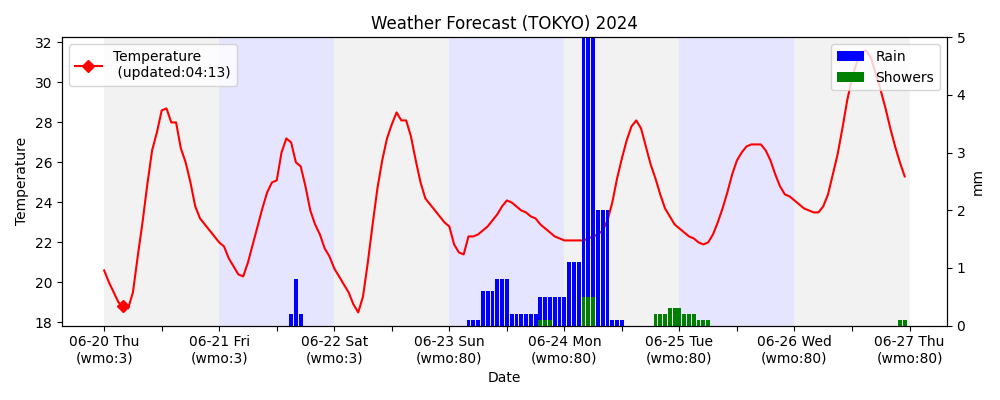 Weather Forecast (TOKYO) 2024
Temperature
(updated:04:13)
Rain
Showers
Temperature
32
30
28
26
24
22
20
18
5
4
3
2
1
0
mm
06-20 Thu
(wmo:3)
06-21 Fri
(wmo:3)
06-22 Sat
(wmo:3)
06-23 Sun
(wmo:80)
06-24 Mon
(wmo:80)
06-25 Tue
(wmo:80)
06-26 Wed
(wmo:80)
06-27 Thu
(wmo:80)
Date